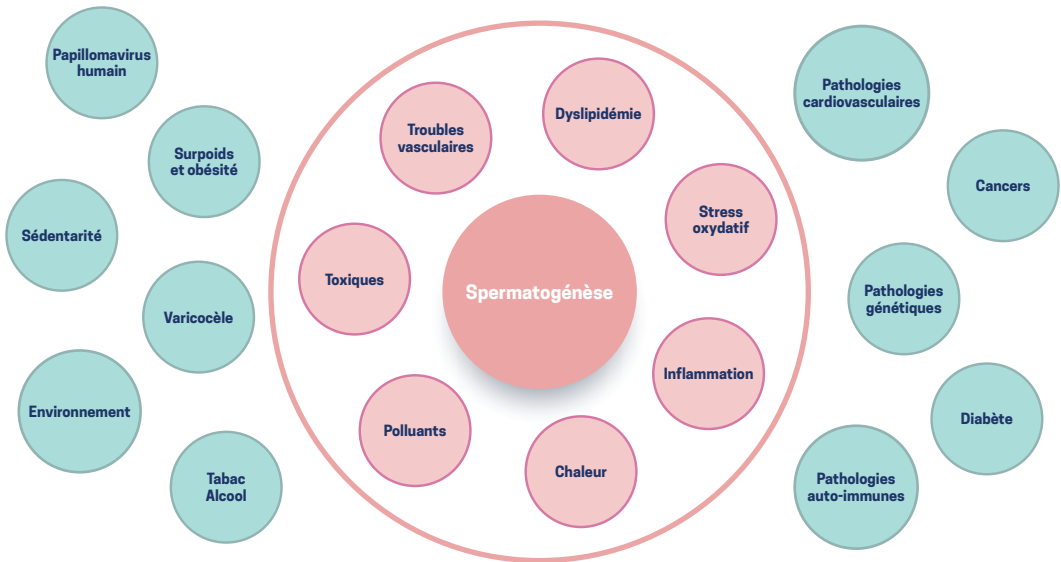 Papillomavirus
humain
Surpoids
et obésité
Sédentarité
Varicocèle
Environnement
Tabac
Alcool
Troubles
vasculaires
Dyslipidémie
Stress
oxydatif
Toxiques
Spermatogénèse
Inflammation
Polluants
Chaleur
Pathologies
cardiovasculaires
Cancers
Pathologies
génétiques
Diabète
Pathologies
auto-immunes